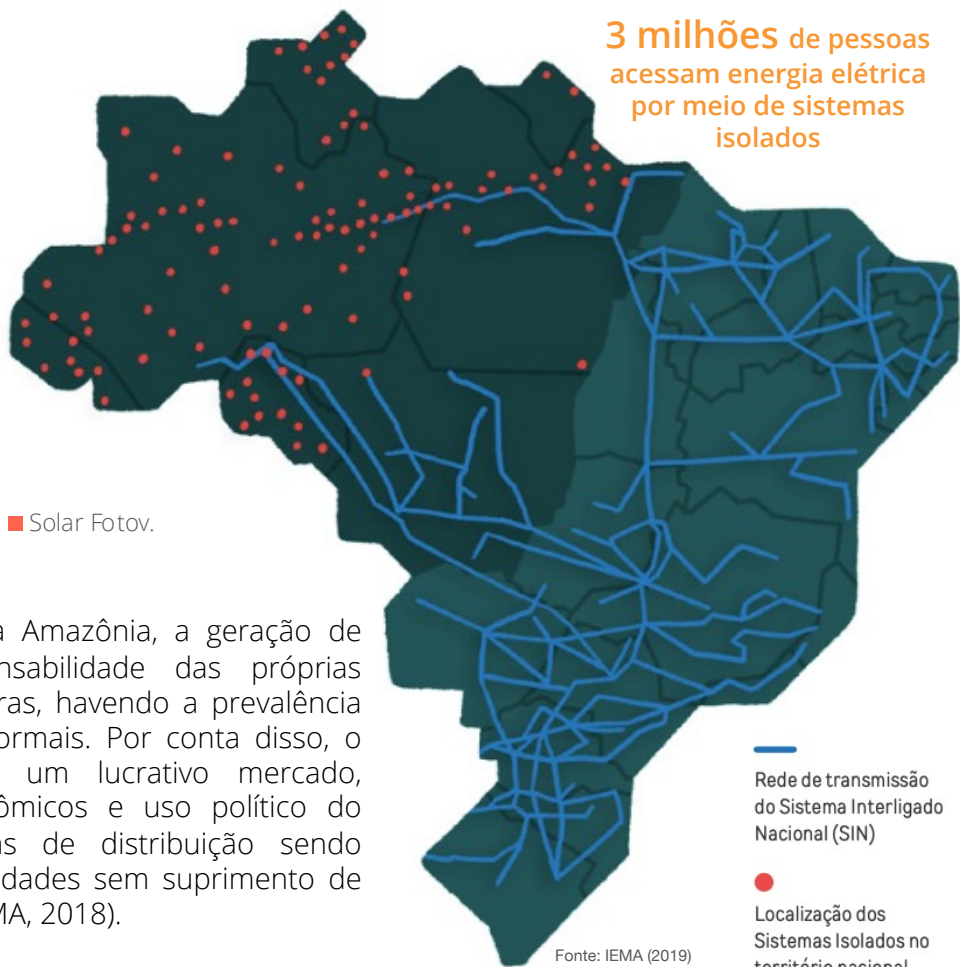 3 milhões de pessoas
acessam energia elétrica
por meio de sistemas
isolados
Solar Fotov.
a Amazônia, a geração de
nsabilidade das próprias
ras, havendo a prevalência
ormais. Por conta disso, o
um lucrativo mercado,
ômicos e uso político do
s de distribuição sendo
idades sem suprimento de
MA, 2018).
Rede de transmissão
do Sistema Interligado
Nacional (SIN)
Localização dos
Sistemas Isolados no
território nacional
Fonte: IEMA (2019)